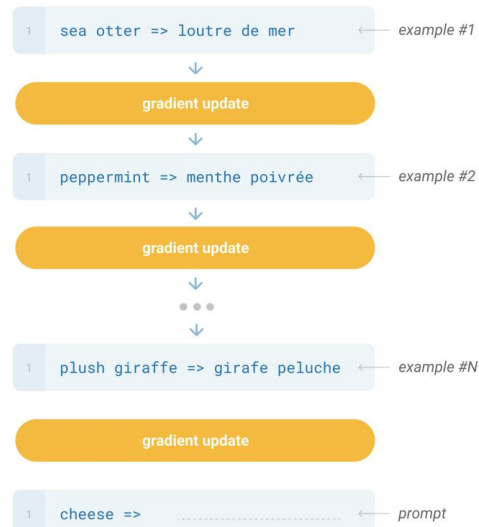 1 sea otter => loutre de mer ← example #1
↓
gradient update
↓
1 peppermint => menthe poivrée ← example #2
↓
gradient update
↓
•••
↓
1 plush giraffe => girafe peluche ← example #N
gradient update
1 cheese => ........................ ← prompt